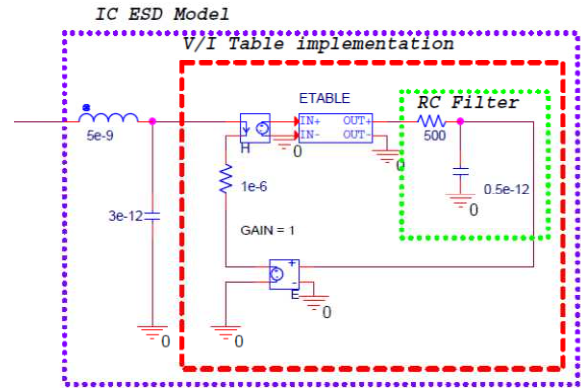 IC ESD Model
V/I Table implementation
ETABLE
RC Filter
5e-9
H
IN+ OUT+
IN- OUT-
0
0
500
1e-6
0.5e-12
0
3e-12
GAIN = 1
+
-
E
0
0
0